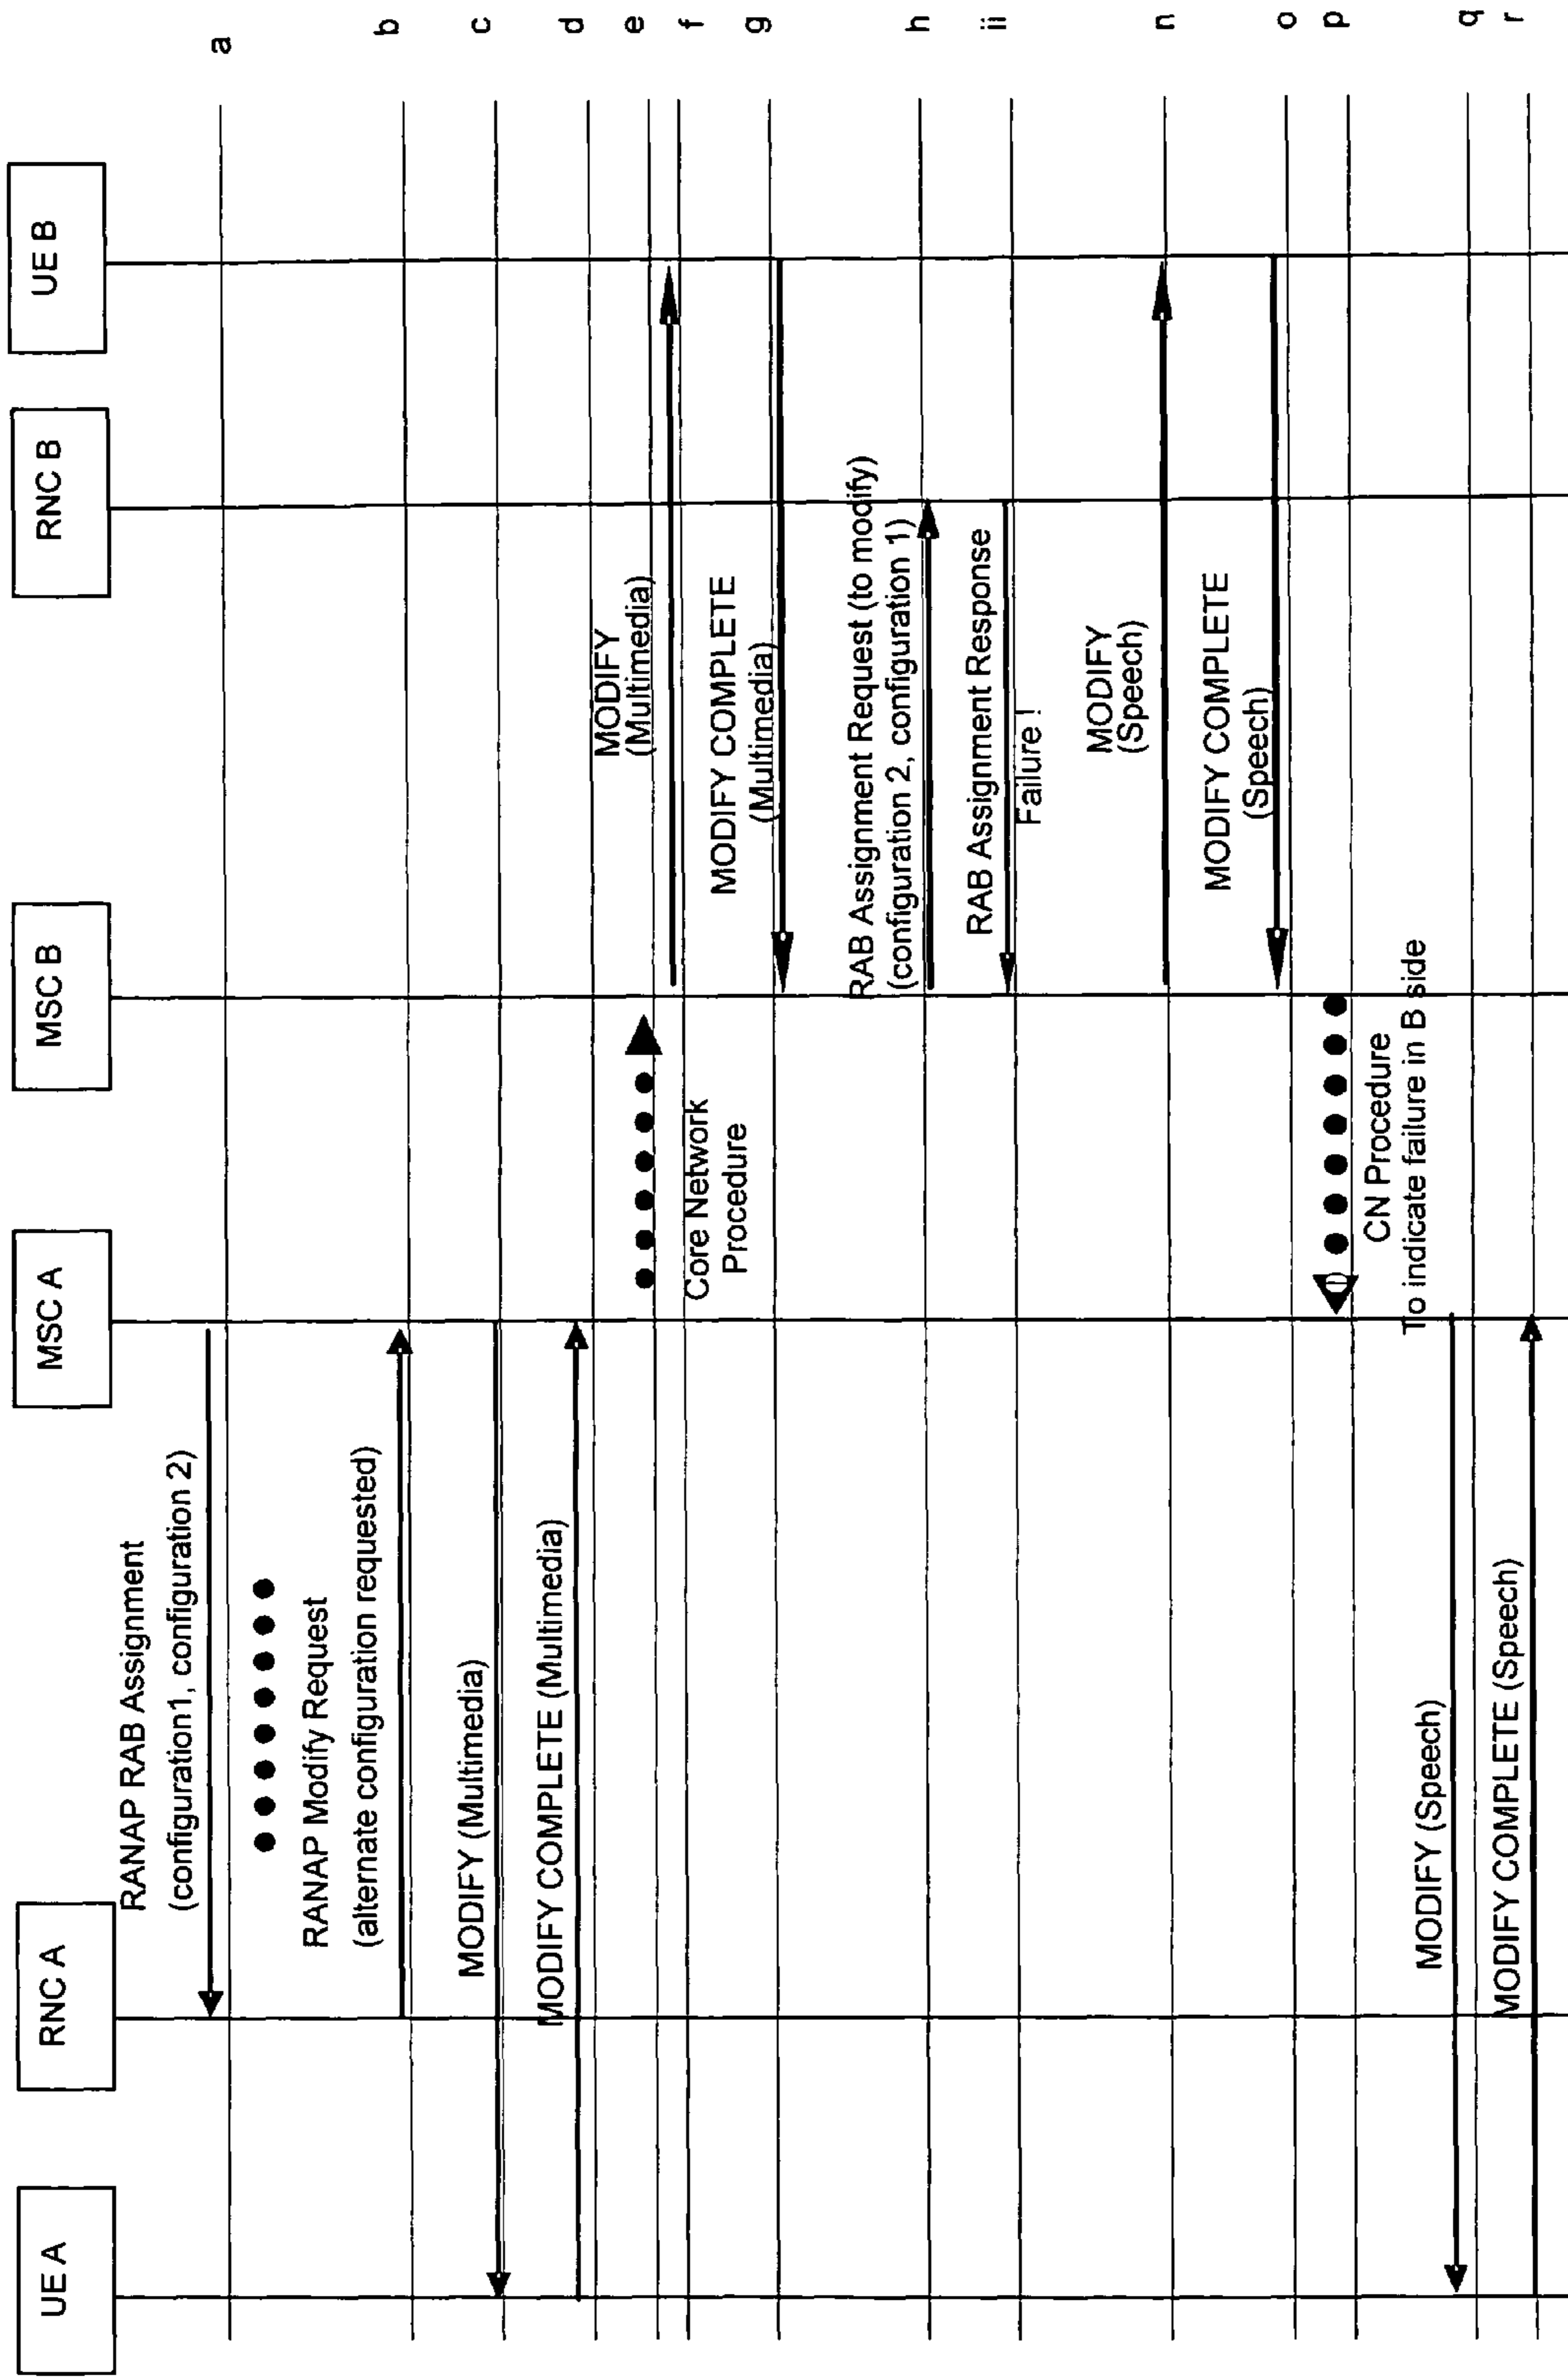 UE A
RNC A
MSC A
MSC B
RNC B
UE B
RANAP RAB Assignment
(configuration1, configuration 2)
a
RANAP Modify Request
(alternate configuration requested)
b
MODIFY (Multimedia)
c
MODIFY COMPLETE (Multimedia)
d
Core Network
Procedure
e
MODIFY
(Multimedia)
f
MODIFY COMPLETE
(Multimedia)
g
RAB Assignment Request (to modify)
(configuration 2, configuration 1)
h
RAB Assignment Response
Failure !
ii
MODIFY
(Speech)
n
MODIFY COMPLETE
(Speech)
o
CN Procedure
To indicate failure in B side
p
MODIFY (Speech)
q
MODIFY COMPLETE (Speech)
r